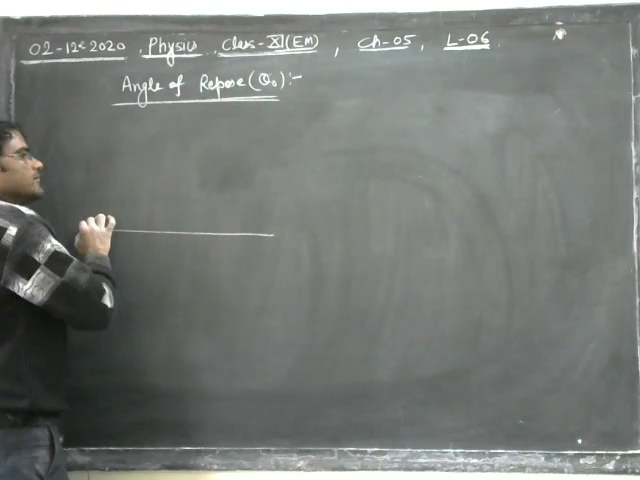 02-12-2020, Physics, Class-XI(EM), Ch-05, L-06
Angle of Repose (θ₀):-